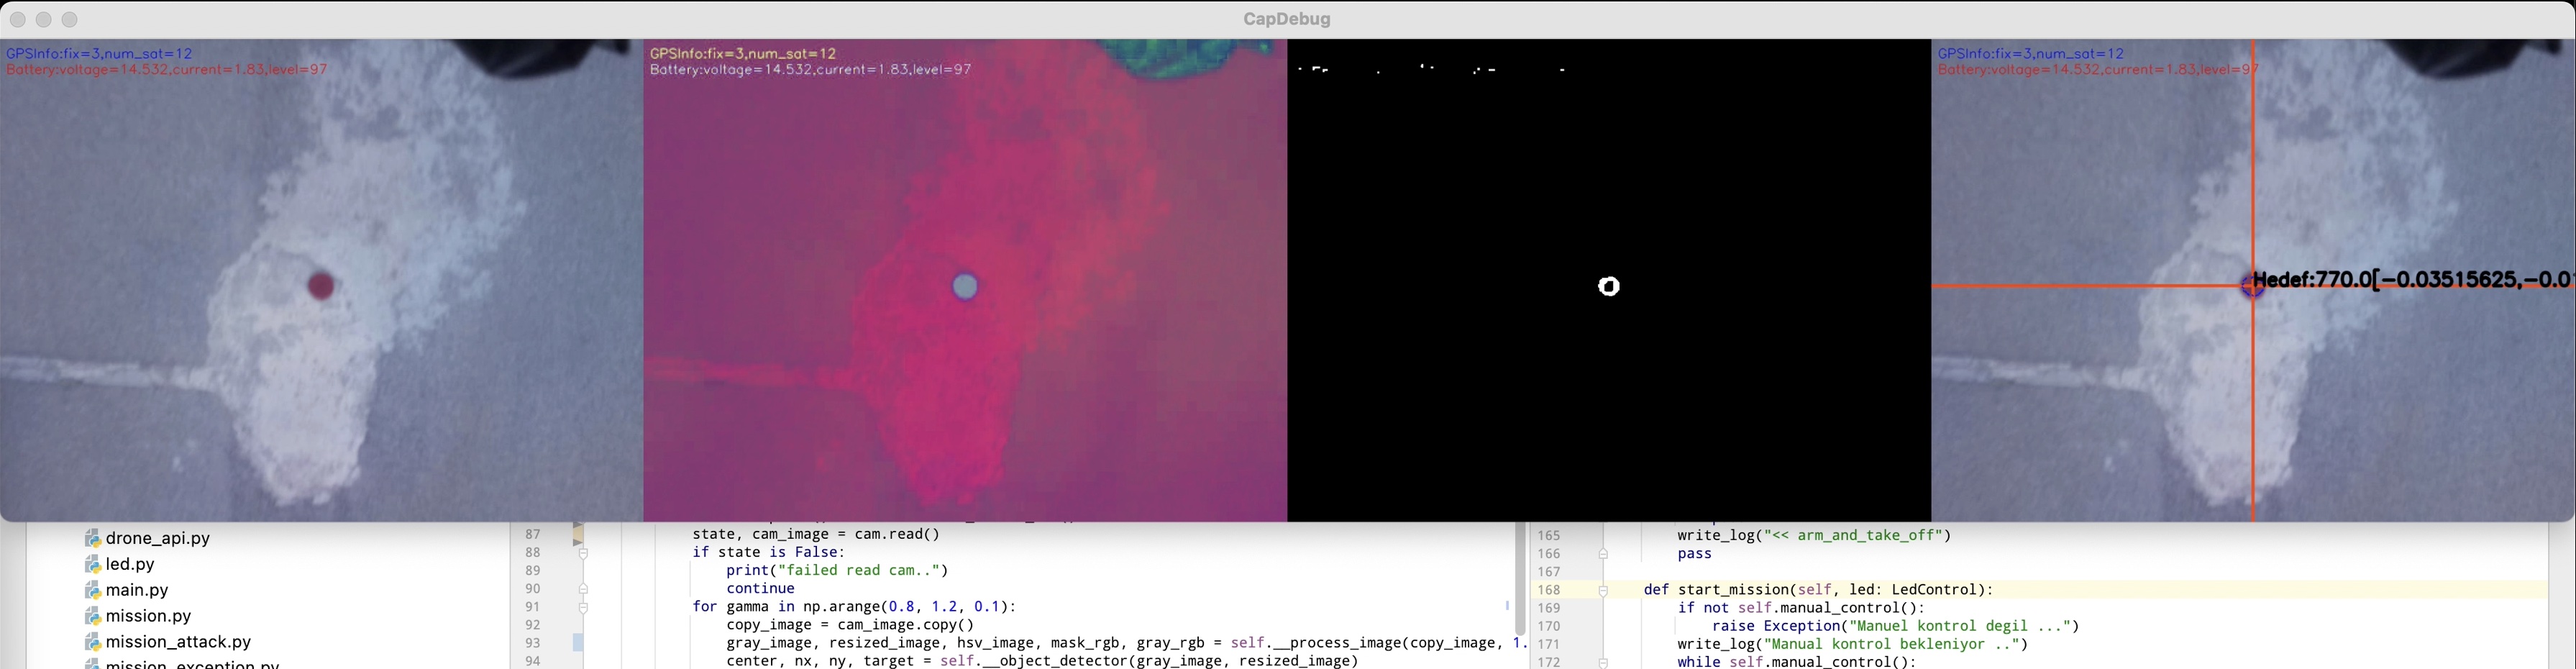 CapDebug
GPSInfo:fix=3,num_sat=12
Battery:voltage=14.532,current=1.83,level=97
GPSInfo:fix=3,num_sat=12
Battery:voltage=14.532,current=1.83,level=97
GPSInfo:fix=3,num_sat=12
Battery:voltage=14.532,current=1.83,level=97
Hedef:770.0[-0.03515625,-0.0
drone_api.py
led.py
main.py
mission.py
mission_attack.py
mission_exception.py
87 state, cam_image = cam.read()
88 if state is False:
89 print("failed read cam..")
90 continue
91 for gamma in np.arange(0.8, 1.2, 0.1):
92 copy_image = cam_image.copy()
93 gray_image, resized_image, hsv_image, mask_rgb, gray_rgb = self.__process_image(copy_image, 1.
94 center, nx, ny, target = self.__object_detector(gray_image, resized_image)
165 write_log("<< arm_and_take_off")
166 pass
167
168 def start_mission(self, led: LedControl):
169 if not self.manual_control():
170 raise Exception("Manuel kontrol degil ...")
171 write_log("Manual kontrol bekleniyor ..")
172 while self.manual_control():